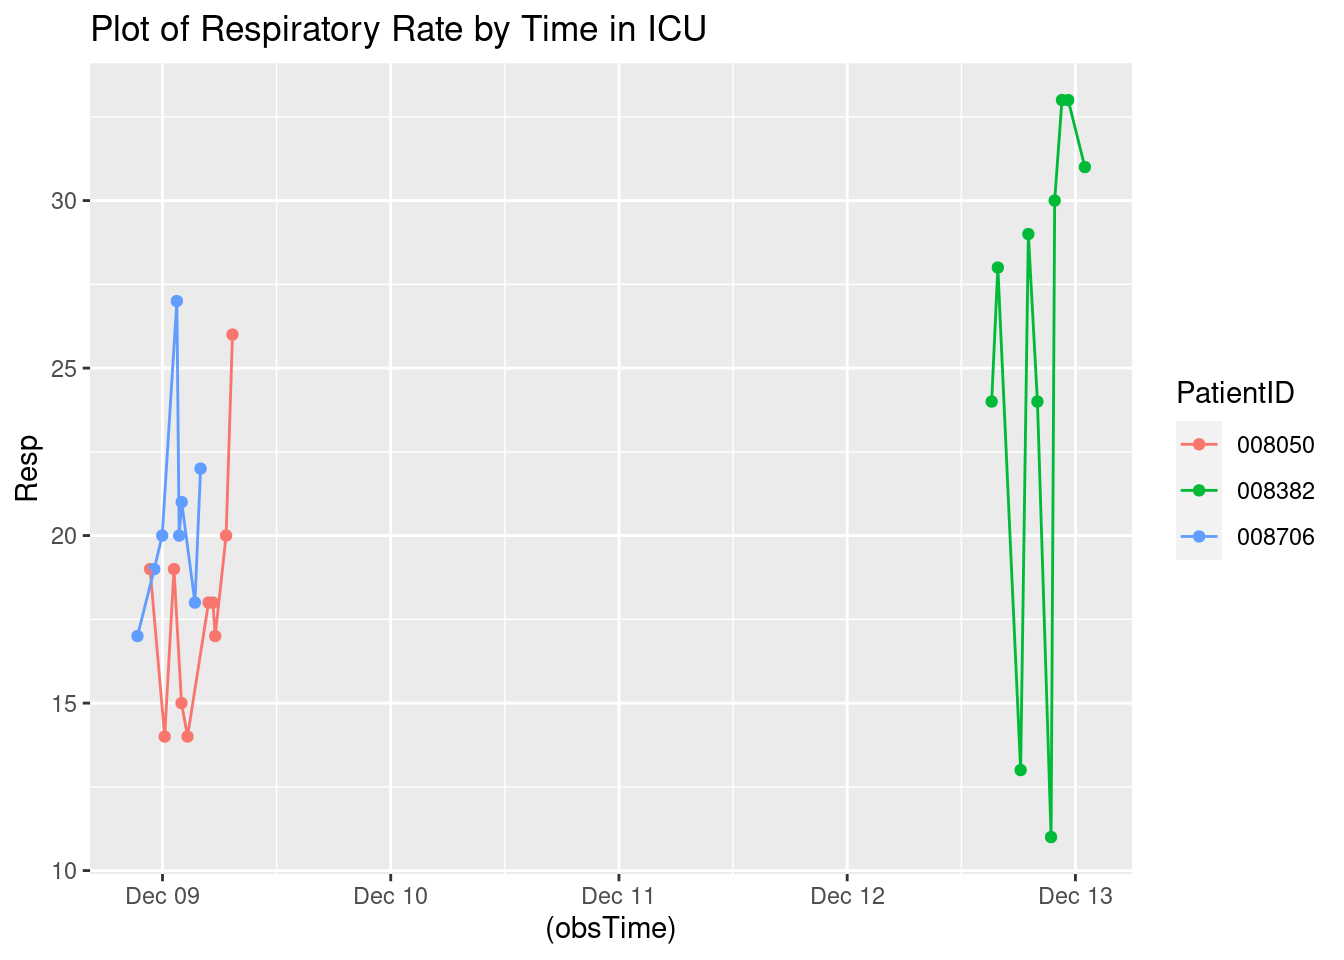 Plot of Respiratory Rate by Time in ICU
30
25
20
15
10
Resp
Dec 09
Dec 10
Dec 11
Dec 12
Dec 13
(obsTime)
PatientID
008050
008382
008706